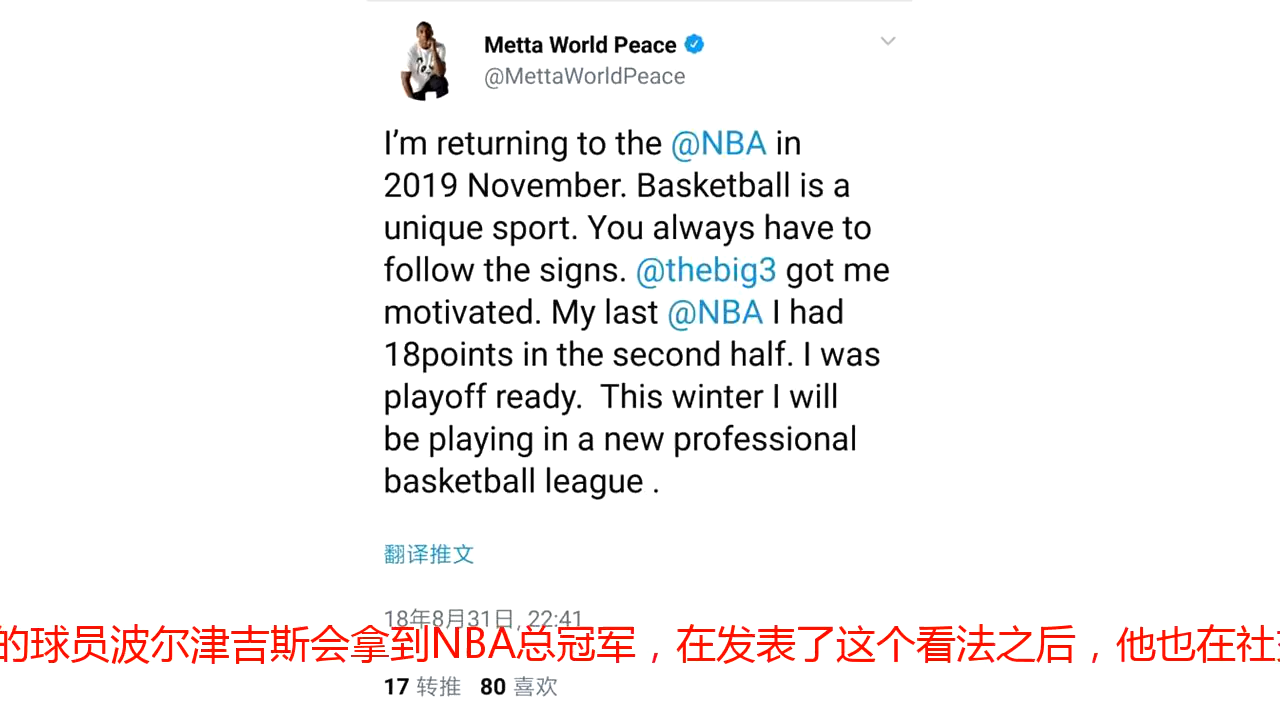 Metta World Peace
@MettaWorldPeace
I’m returning to the @NBA in
2019 November. Basketball is a
unique sport. You always have to
follow the signs. @thebig3 got me
motivated. My last @NBA I had
18points in the second half. I was
playoff ready.  This winter I will
be playing in a new professional
basketball league .
翻译推文
18年8月31日, 22:41
的球员波尔津吉斯会拿到NBA总冠军，在发表了这个看法之后，他也在社
17 转推 80 喜欢